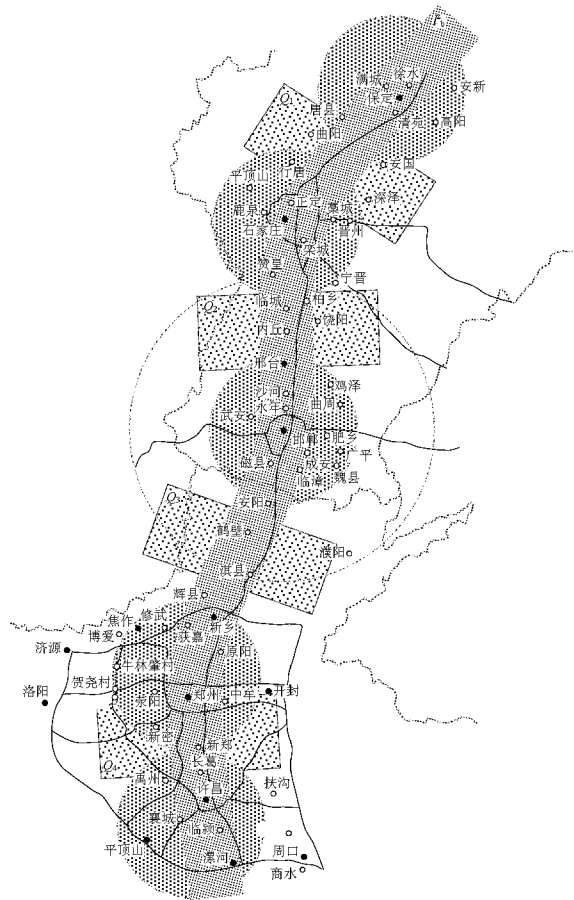 满城
徐水
安新
保定
Q₁
唐县
清苑
高阳
曲阳
安国
行唐
平顶山
深泽
正定
鹿泉
藁城
石家庄
晋州
栾城
赞皇
宁晋
临城
柏乡
饶阳
内丘
邢台
鸡泽
沙河
永年
曲周
武安
邯郸
肥乡
广平
磁县
成安
临漳
魏县
Q₃
安阳
鹤壁
濮阳
淇县
辉县
焦作
修武
新乡
博爱
获嘉
济源
原阳
牛林肇村
贺尧村
洛阳
荥阳
郑州
中牟
开封
新密
新郑
Q₄
长葛
禹州
扶沟
许昌
襄城
临颍
平顶山
漯河
周口
商水